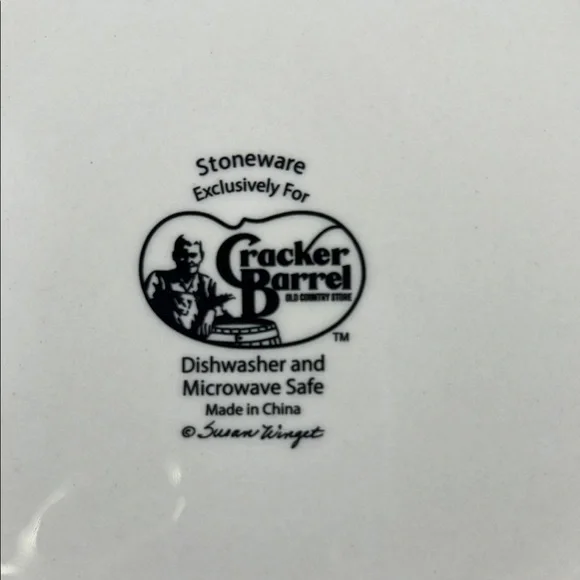 Stoneware
Exclusively For
Cracker
Barrel
OLD COUNTRY STORE
TM
Dishwasher and
Microwave Safe
Made in China
© Susan Winget